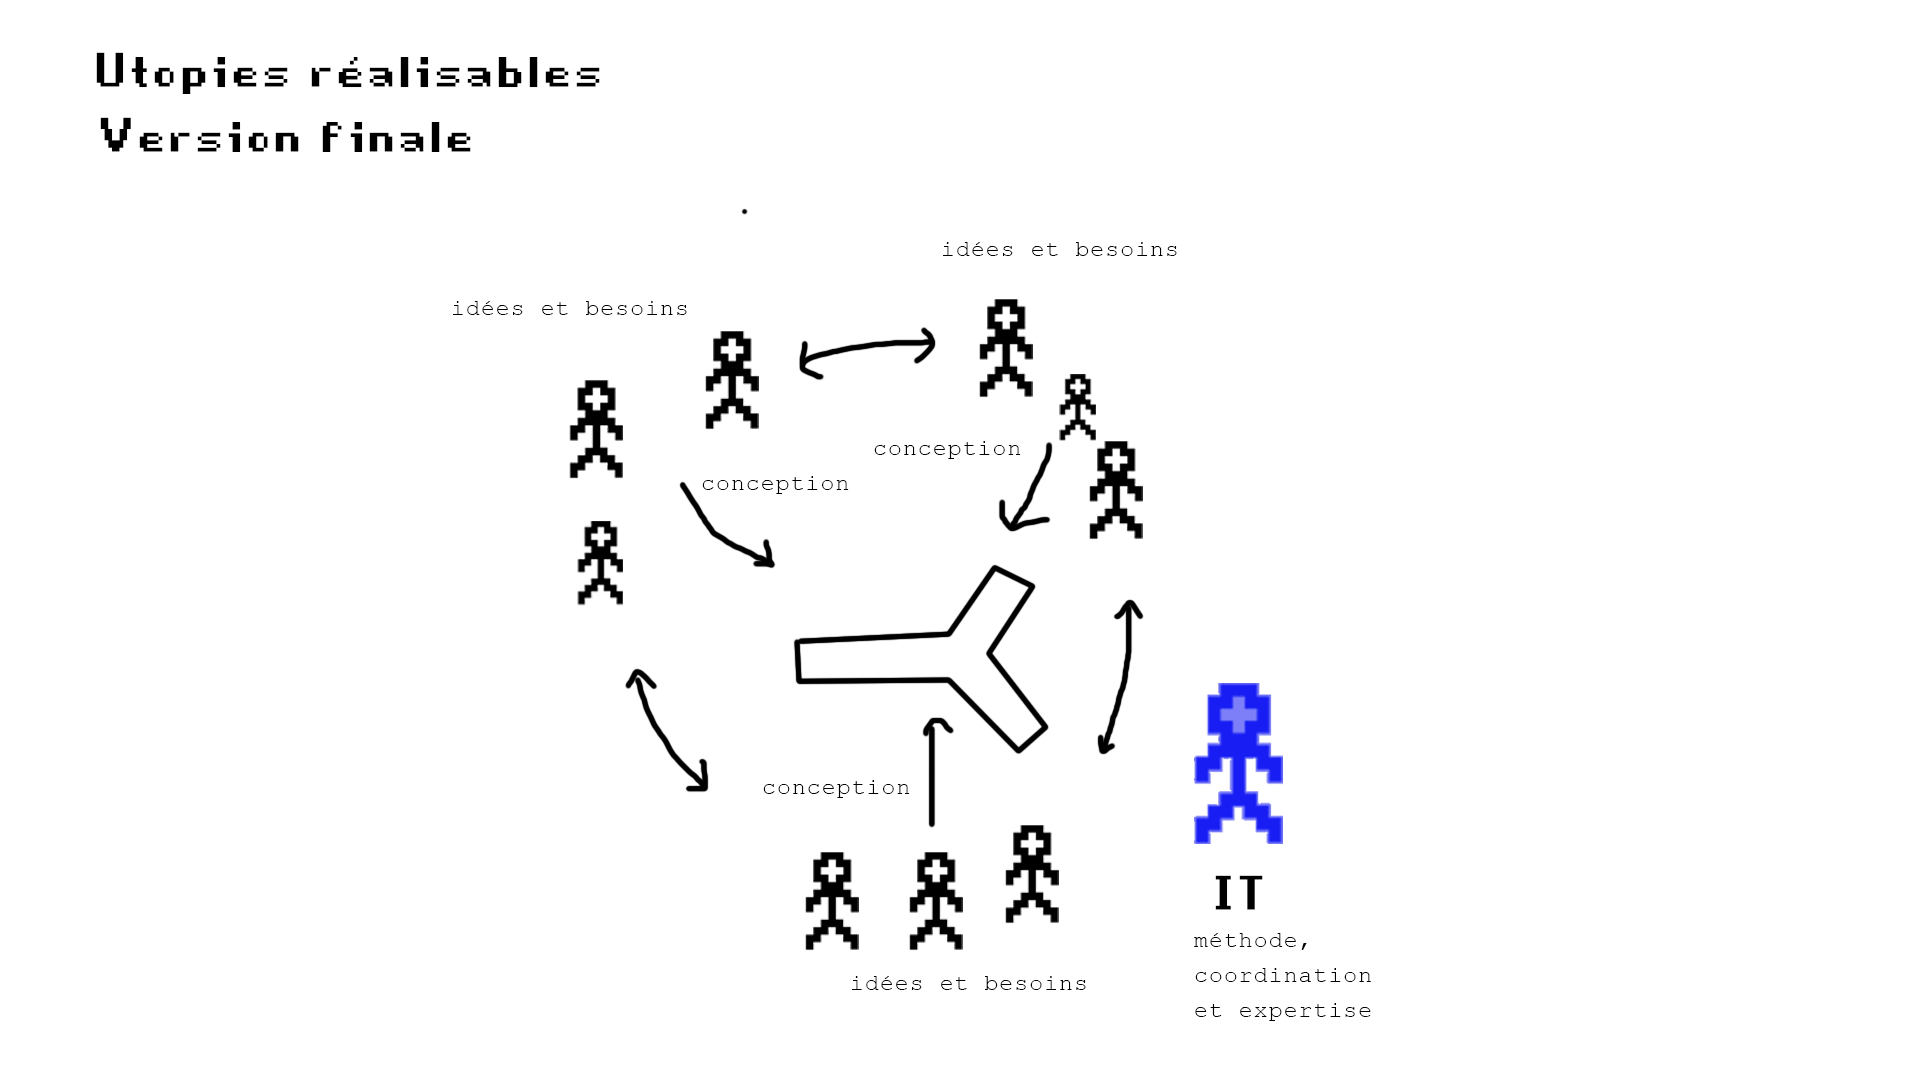 Utopies réalisables
Version finale
idées et besoins
idées et besoins
conception
conception
conception
idées et besoins
IT
méthode,
coordination
et expertise